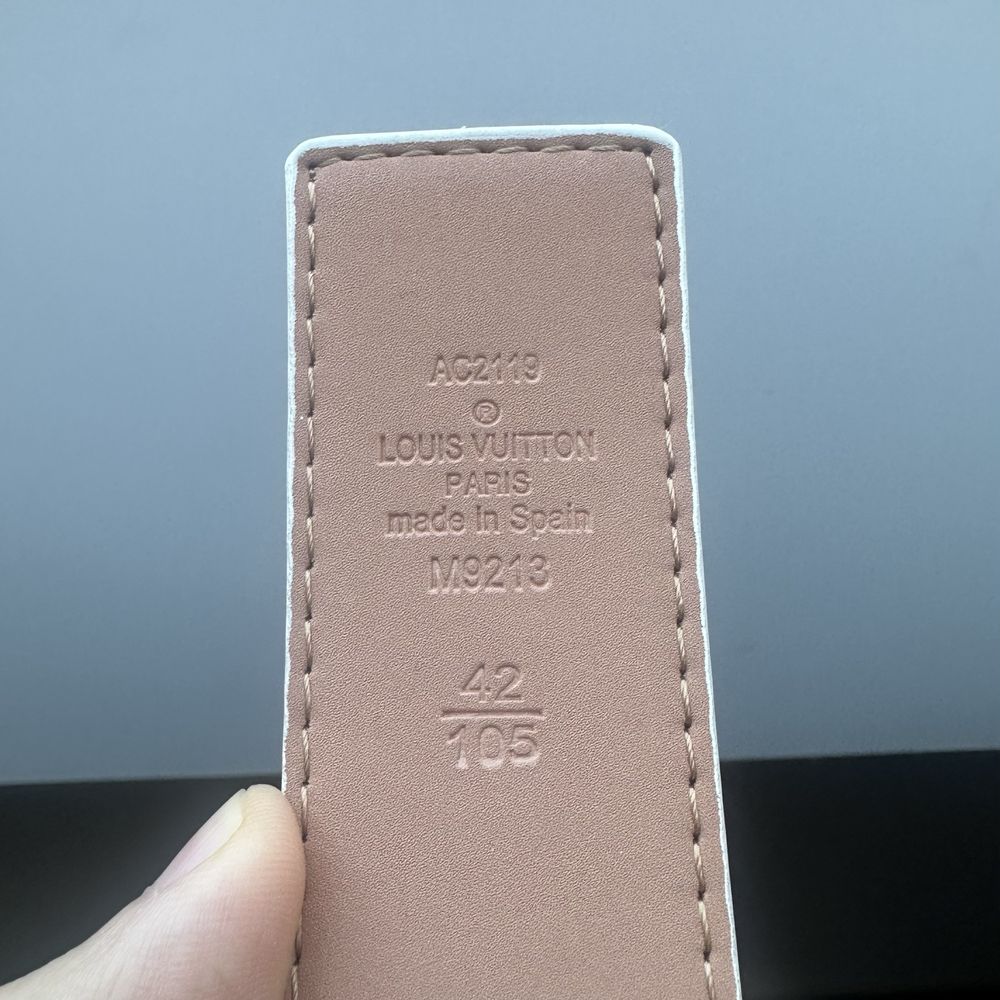 AC2119
®
LOUIS VUITTON
PARIS
made in Spain
M9213
42
105